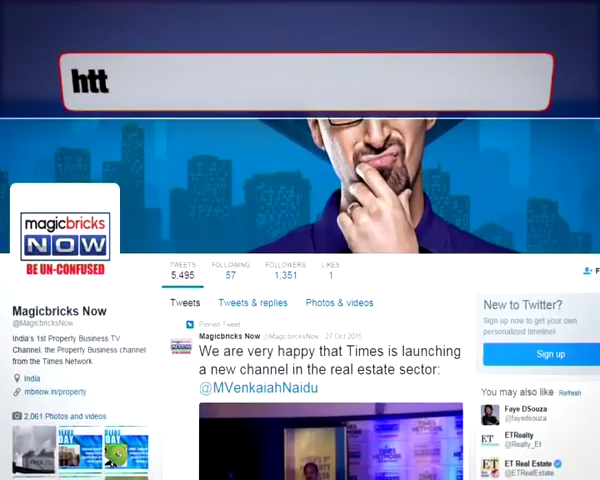 htt
magicbricks
NOW
BE UN-CONFUSED
TWEETS
5,495
FOLLOWING
57
FOLLOWERS
1,351
LIKES
1
F
Magicbricks Now
@MagicbricksNow
India's 1st Property Business TV
Channel, the Property Business channel
from the Times Network.
India
mbnow.in/property
2,061 Photos and videos
Tweets
Tweets & replies
Photos & videos
Pinned Tweet
Magicbricks Now @MagicbricksNow · 27 Oct 2015
We are very happy that Times is launching
a new channel in the real estate sector:
@MVenkaiahNaidu
New to Twitter?
Sign up now to get your own
personalized timeline!
Sign up
You may also like · Refresh
Faye DSouza
@fayedsouza
ETRealty
@Realty_Et
ET Real Estate
@ETRealEstate